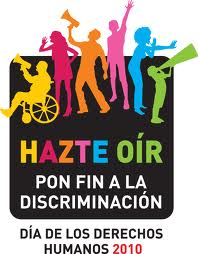 HAZTE OÍR
PON FIN A LA
DISCRIMINACIÓN
DÍA DE LOS DERECHOS
HUMANOS 2010